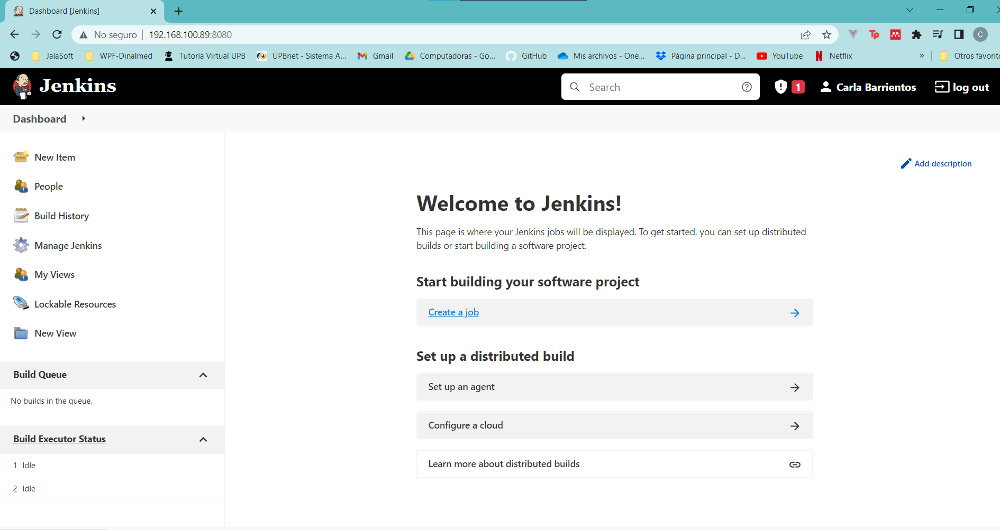 Dashboard [Jenkins]
No seguro | 192.168.100.89:8080
C
JalaSoft WPF-Dinalmed Tutoría Virtual UPB UPBnet - Sistema A... Gmail Computadoras - Go... GitHub Mis archivos - One... Página principal - D... YouTube Netflix » Otros favorito
Jenkins Search 1 Carla Barrientos log out
Dashboard
New Item
People
Build History
Manage Jenkins
My Views
Lockable Resources
New View
Build Queue
No builds in the queue.
Build Executor Status
1 Idle
2 Idle
Add description
Welcome to Jenkins!
This page is where your Jenkins jobs will be displayed. To get started, you can set up distributed
builds or start building a software project.
Start building your software project
Create a job
Set up a distributed build
Set up an agent
Configure a cloud
Learn more about distributed builds